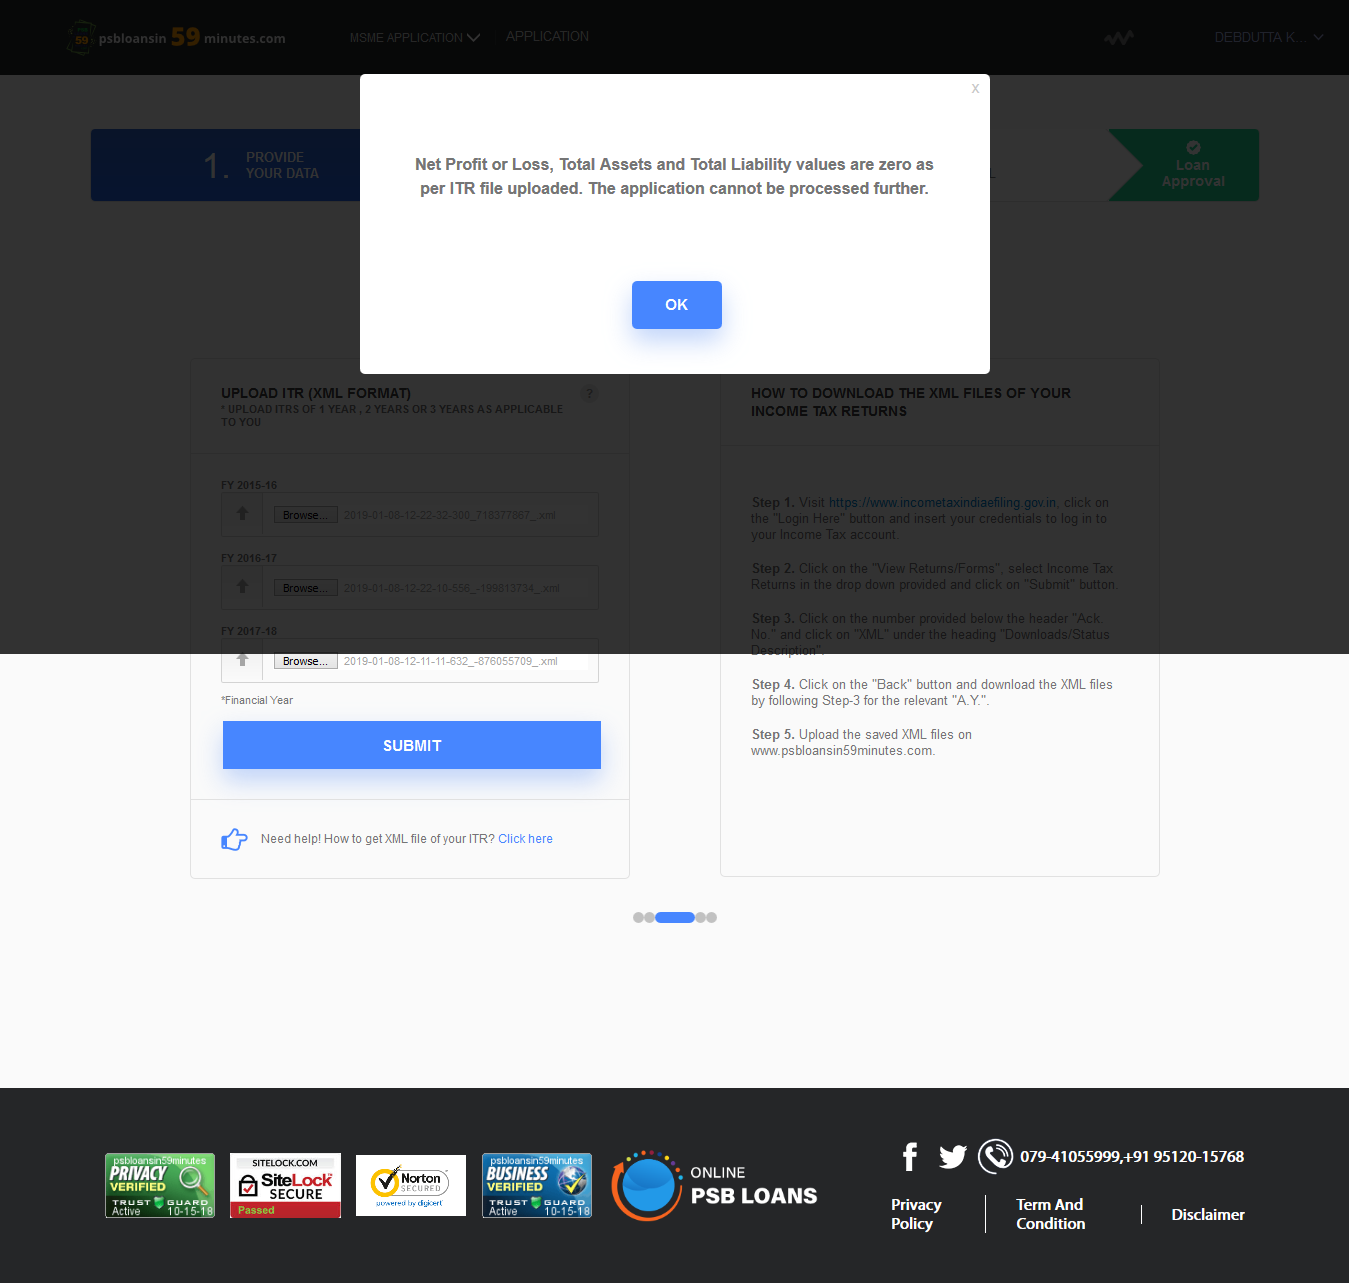 59
psbloansin 59 minutes.com
MSME APPLICATION
APPLICATION
DEBDUTTA K...
X
Net Profit or Loss, Total Assets and Total Liability values are zero as
per ITR file uploaded. The application cannot be processed further.
OK
1.
PROVIDE
YOUR DATA
Loan
Approval
UPLOAD ITR (XML FORMAT)
?
* UPLOAD ITRS OF 1 YEAR , 2 YEARS OR 3 YEARS AS APPLICABLE
TO YOU
FY 2015-16
Browse... 2019-01-08-12-22-32-300_718377867_.xml
FY 2016-17
Browse... 2019-01-08-12-22-10-556_-199613734_.xml
FY 2017-18
Browse... 2019-01-08-12-11-11-632_-876055709_.xml
*Financial Year
SUBMIT
Need help! How to get XML file of your ITR? Click here
HOW TO DOWNLOAD THE XML FILES OF YOUR
INCOME TAX RETURNS
Step 1. Visit https://www.incometaxindiaefiling.gov.in, click on
the "Login Here" button and insert your credentials to log in to
your Income Tax account.
Step 2. Click on the "View Returns/Forms", select Income Tax
Returns in the drop down provided and click on "Submit" button.
Step 3. Click on the number provided below the header "Ack.
No." and click on "XML" under the heading "Downloads/Status
Description".
Step 4. Click on the "Back" button and download the XML files
by following Step-3 for the relevant "A.Y.".
Step 5. Upload the saved XML files on
www.psbloansin59minutes.com.
psbloansin59minutes
PRIVACY
VERIFIED
TRUST GUARD
Active 10-15-18
SITELOCK.COM
SiteLock
SECURE
Passed
Norton
SECURED
powered by digicert
psbloansin59minutes
BUSINESS
VERIFIED
TRUST GUARD
Active 10-15-18
ONLINE
PSB LOANS
079-41055999,+91 95120-15768
Privacy
Policy
Term And
Condition
Disclaimer